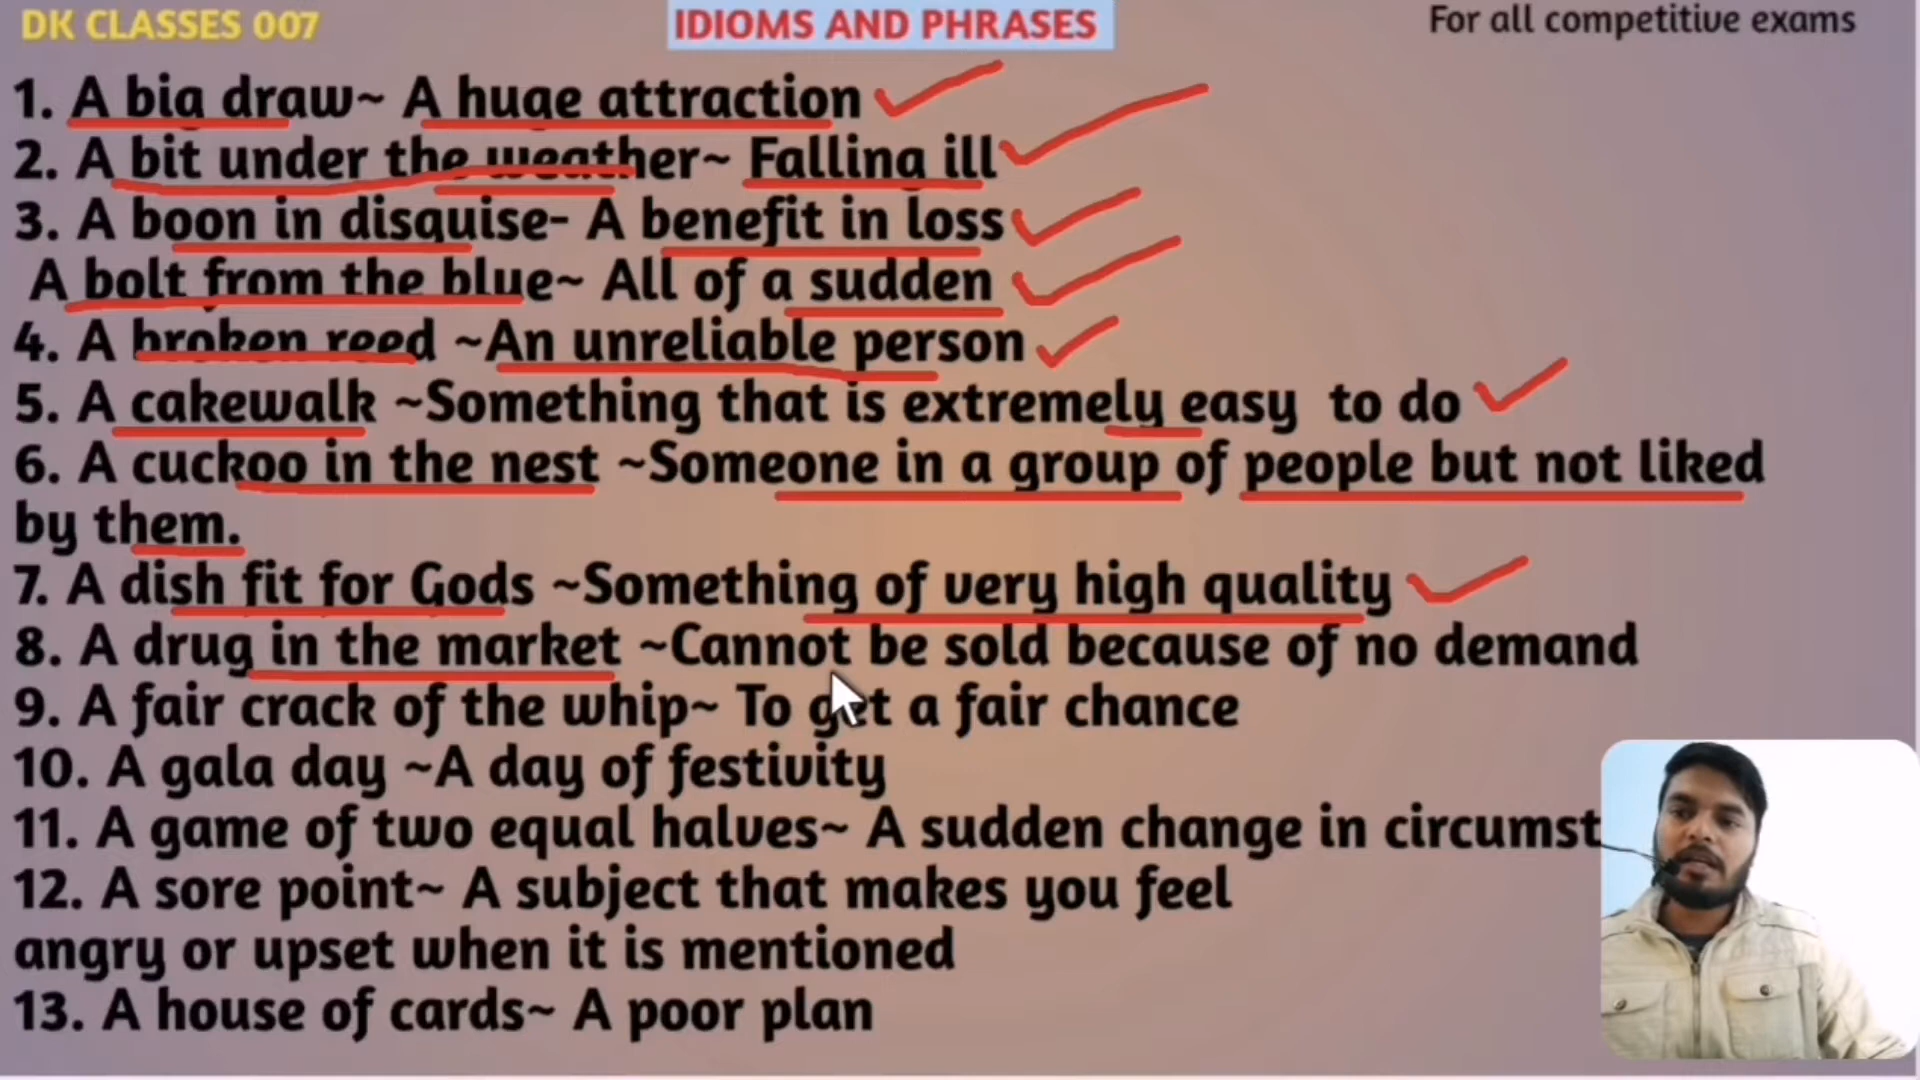 DK CLASSES 007
IDIOMS AND PHRASES
For all competitive exams
1. A big draw~ A huge attraction
2. A bit under the weather~ Falling ill
3. A boon in disguise- A benefit in loss
A bolt from the blue~ All of a sudden
4. A broken reed ~An unreliable person
5. A cakewalk ~Something that is extremely easy to do
6. A cuckoo in the nest ~Someone in a group of people but not liked
by them.
7. A dish fit for Gods ~Something of very high quality
8. A drug in the market ~Cannot be sold because of no demand
9. A fair crack of the whip~ To get a fair chance
10. A gala day ~A day of festivity
11. A game of two equal halves~ A sudden change in circumst
12. A sore point~ A subject that makes you feel
angry or upset when it is mentioned
13. A house of cards~ A poor plan